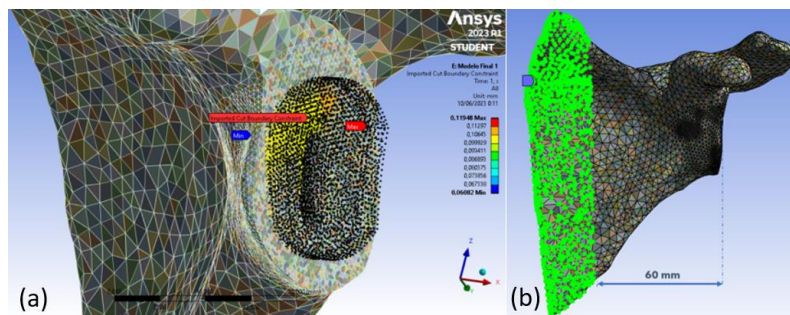 Ansys
2023 R1
STUDENT
E: Modelo Final 1
Imported Cut Boundary Constraint
Time: 1, s
All
Unit: mm
10/06/2023 0:11
0,11948 Max
0,11297
0,10645
0,099929
0,093411
0,086893
0,080375
0,073856
0,067338
0,06082 Min
Imported Cut Boundary Constraint
Min
Max
Z
X
Y
(a)
60 mm
(b)